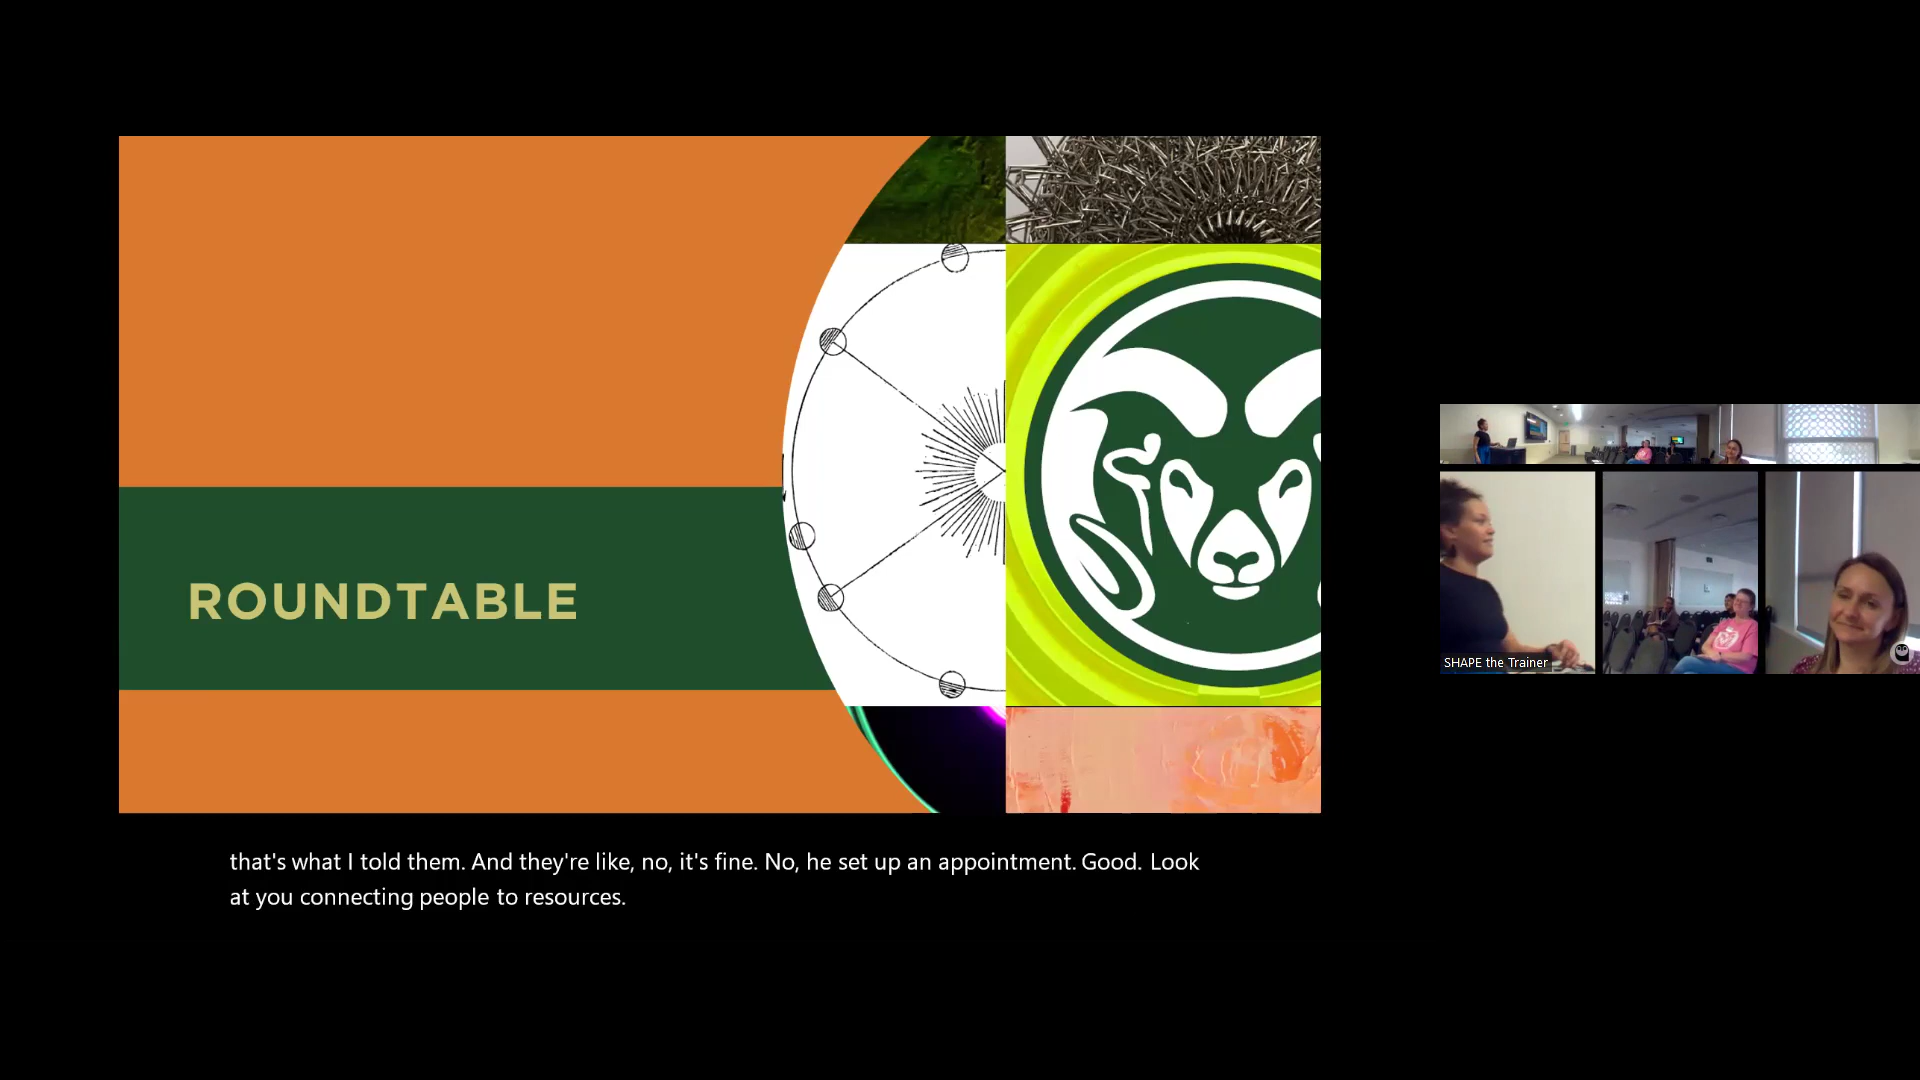 ROUNDTABLE
SHAPE the Trainer
that's what I told them. And they're like, no, it's fine. No, he set up an appointment. Good. Look
at you connecting people to resources.